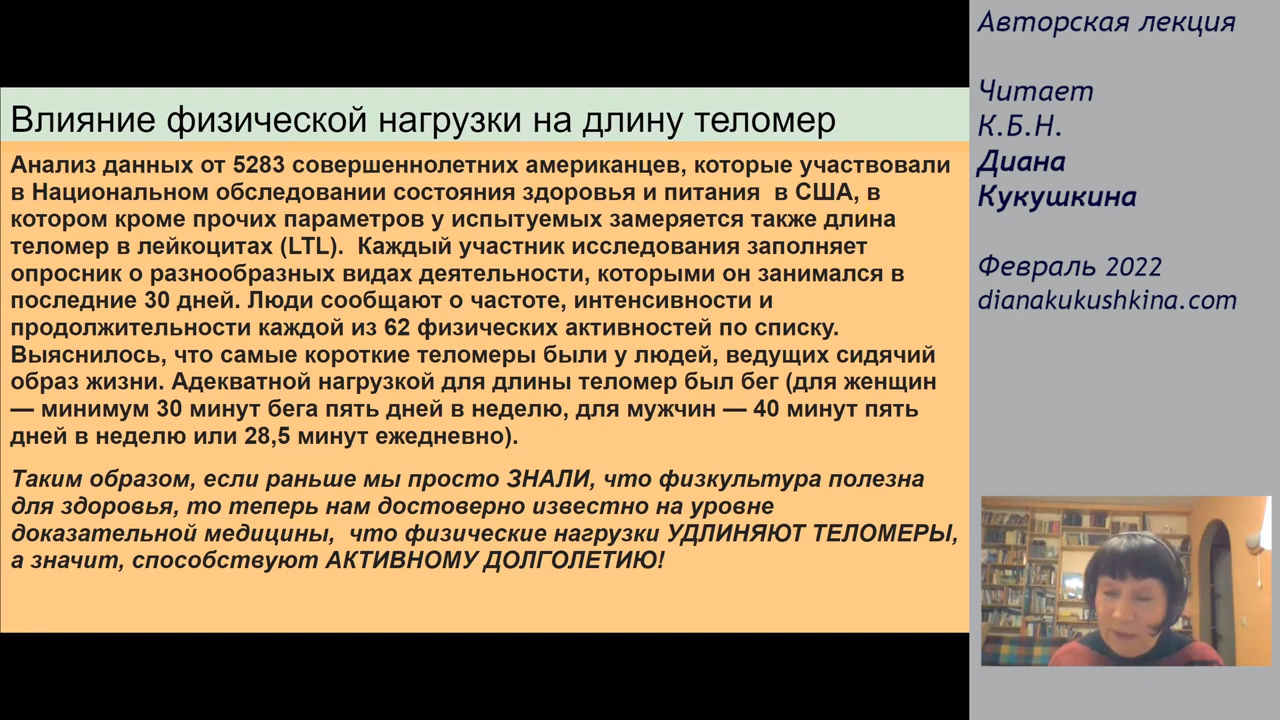 Влияние физической нагрузки на длину теломер
Анализ данных от 5283 совершеннолетних американцев, которые участвовали
в Национальном обследовании состояния здоровья и питания  в США, в
котором кроме прочих параметров у испытуемых замеряется также длина
теломер в лейкоцитах (LTL).  Каждый участник исследования заполняет
опросник о разнообразных видах деятельности, которыми он занимался в
последние 30 дней. Люди сообщают о частоте, интенсивности и
продолжительности каждой из 62 физических активностей по списку.
Выяснилось, что самые короткие теломеры были у людей, ведущих сидячий
образ жизни. Адекватной нагрузкой для длины теломер был бег (для женщин
— минимум 30 минут бега пять дней в неделю, для мужчин — 40 минут пять
дней в неделю или 28,5 минут ежедневно).
Таким образом, если раньше мы просто ЗНАЛИ, что физкультура полезна
для здоровья, то теперь нам достоверно известно на уровне
доказательной медицины,  что физические нагрузки УДЛИНЯЮТ ТЕЛОМЕРЫ,
а значит, способствуют АКТИВНОМУ ДОЛГОЛЕТИЮ!
Авторская лекция
Читает
К.Б.Н.
Диана
Кукушкина
Февраль 2022
dianakukushkina.com